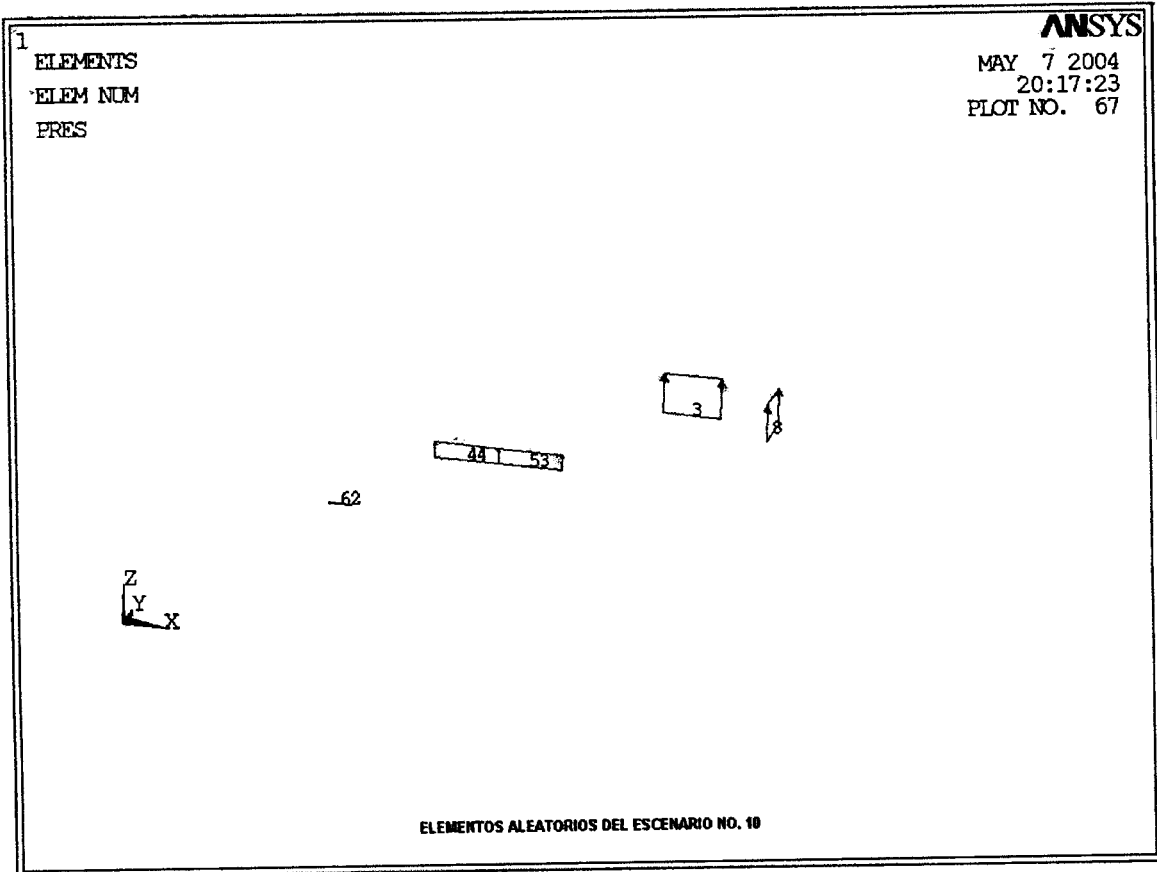 1
ANSYS
ELEMENTS
ELEM NUM
PRES
MAY 7 2004
20:17:23
PLOT NO. 67
3
8
44
53
62
Z
Y
X
ELEMENTOS ALEATORIOS DEL ESCENARIO NO. 10